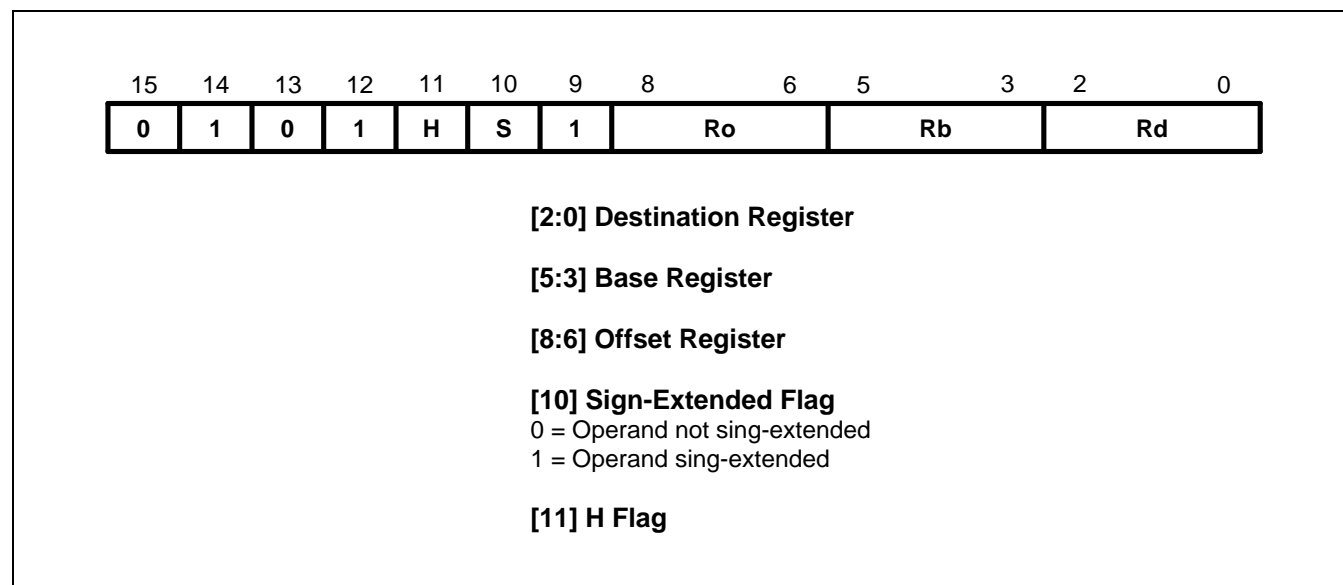 15 14 13 12 11 10 9 8 6 5 3 2 0
0 1 0 1 H S 1 Ro Rb Rd
[2:0] Destination Register
[5:3] Base Register
[8:6] Offset Register
[10] Sign-Extended Flag
0 = Operand not sing-extended
1 = Operand sing-extended
[11] H Flag